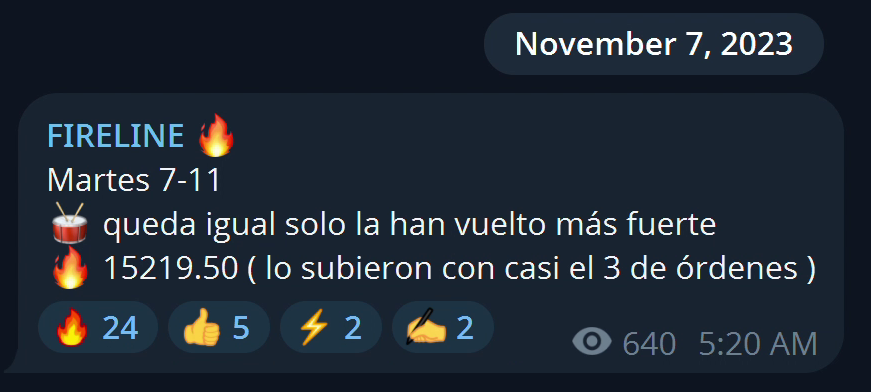 November 7, 2023
FIRELINE 🔥
Martes 7-11
🥁 queda igual solo la han vuelto más fuerte
🔥 15219.50 ( lo subieron con casi el 3 de órdenes )
🔥 24 👍 5 ⚡ 2 ✍️ 2 640 5:20 AM